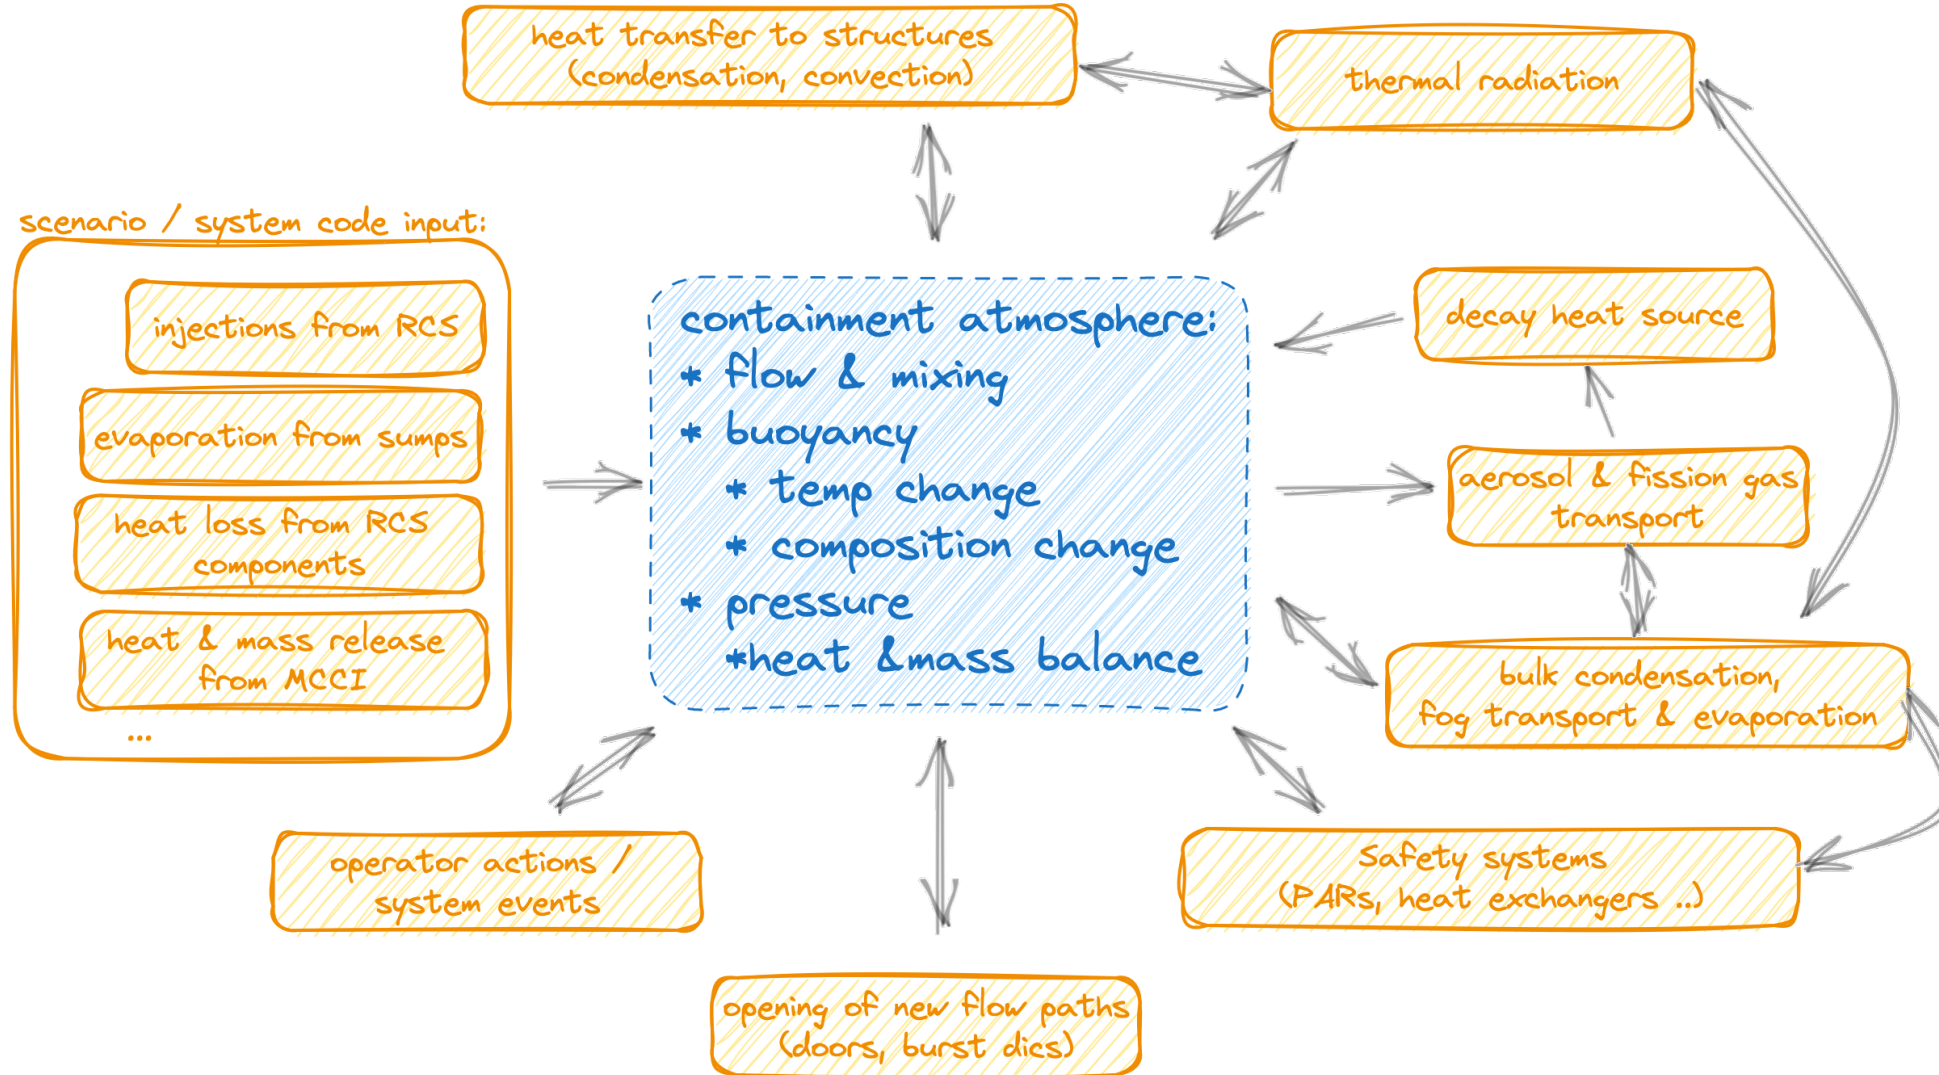 heat transfer to structures
(condensation, convection)
thermal radiation
scenario / system code input:
injections from RCS
evaporation from sumps
heat loss from RCS
components
heat & mass release
from MCCI
...
containment atmosphere:
* flow & mixing
* buoyancy
* temp change
* composition change
* pressure
*heat &mass balance
decay heat source
aerosol & fission gas
transport
bulk condensation,
fog transport & evaporation
operator actions /
system events
Safety systems
(PARs, heat exchangers ..)
opening of new flow paths
(doors, burst dics)